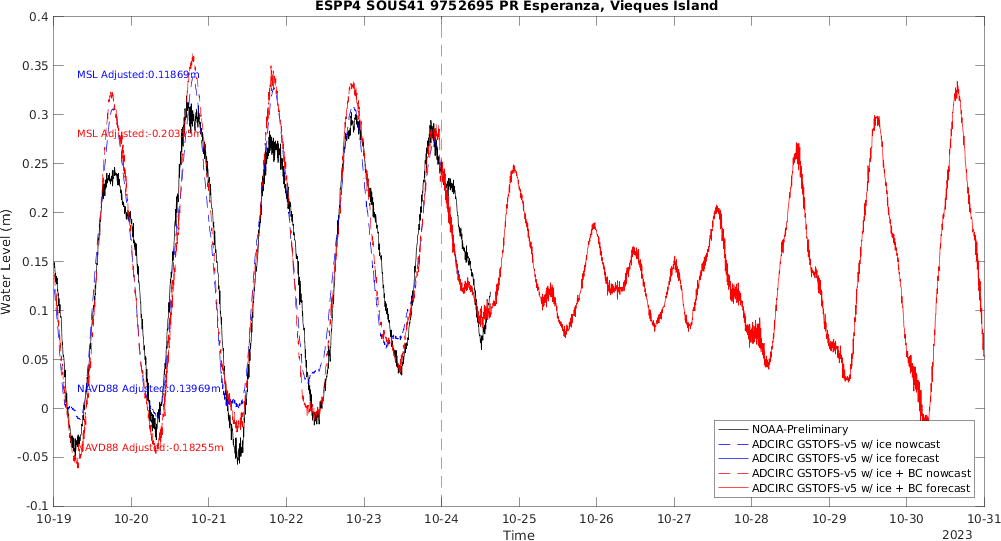 ESPP4 SOUS41 9752695 PR Esperanza, Vieques Island
0.4
0.35
0.3
0.25
0.2
0.15
0.1
0.05
0
-0.05
-0.1
Water Level (m)
MSL Adjusted:0.11869m
NAVD88 Adjusted:0.13969m
NAVD88 Adjusted:-0.18255m
NOAA-Preliminary
ADCIRC GSTOFS-v5 w/ ice nowcast
ADCIRC GSTOFS-v5 w/ ice forecast
ADCIRC GSTOFS-v5 w/ ice + BC nowcast
ADCIRC GSTOFS-v5 w/ ice + BC forecast
10-19 10-20 10-21 10-22 10-23 10-24 10-25 10-26 10-27 10-28 10-29 10-30 10-31
Time
2023